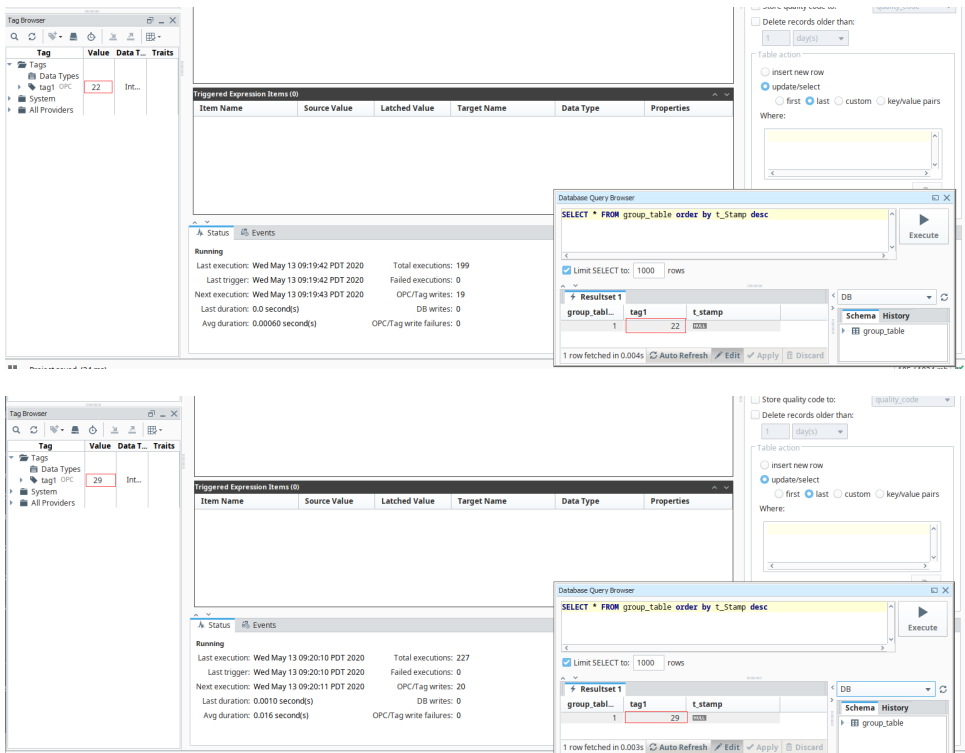 Store quality code to: quality_code
Tag Browser
Delete records older than:
1 day(s)
Tag Value Data T... Traits
Table action
Tags
insert new row
Data Types
tag1 OPC 22 Int...
update/select
System
Triggered Expression Items (0)
first last custom key/value pairs
All Providers
Item Name Source Value Latched Value Target Name Data Type Properties
Where:
Database Query Browser
SELECT * FROM group_table order by t_Stamp desc
Execute
Status Events
Running
Last execution: Wed May 13 09:19:42 PDT 2020 Total executions: 199
Last trigger: Wed May 13 09:19:42 PDT 2020 Failed executions: 0
Next execution: Wed May 13 09:19:43 PDT 2020 OPC/Tag writes: 19
Last duration: 0.0 second(s) DB writes: 0
Avg duration: 0.00060 second(s) OPC/Tag write failures: 0
Limit SELECT to: 1000 rows
Resultset 1
DB
group_tabl... tag1 t_stamp
Schema History
1 22 NULL
group_table
1 row fetched in 0.004s Auto Refresh Edit Apply Discard
Store quality code to: quality_code
Tag Browser
Delete records older than:
1 day(s)
Tag Value Data T... Traits
Table action
Tags
insert new row
Data Types
tag1 OPC 29 Int...
update/select
System
Triggered Expression Items (0)
first last custom key/value pairs
All Providers
Item Name Source Value Latched Value Target Name Data Type Properties
Where:
Database Query Browser
SELECT * FROM group_table order by t_Stamp desc
Execute
Status Events
Running
Last execution: Wed May 13 09:20:10 PDT 2020 Total executions: 227
Last trigger: Wed May 13 09:20:10 PDT 2020 Failed executions: 0
Next execution: Wed May 13 09:20:11 PDT 2020 OPC/Tag writes: 20
Last duration: 0.0010 second(s) DB writes: 0
Avg duration: 0.016 second(s) OPC/Tag write failures: 0
Limit SELECT to: 1000 rows
Resultset 1
DB
group_tabl... tag1 t_stamp
Schema History
1 29 NULL
group_table
1 row fetched in 0.003s Auto Refresh Edit Apply Discard